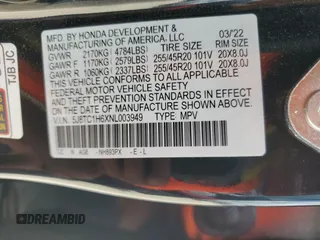 MFD BY HONDA DEVELOPMENT &
MANUFACTURING OF AMERICA, LLC 03/'22
GVWR 4784LBS) TIRE SIZE RIM SIZE
GAWR F 1170KG (2579LBS) 255/45R20 101V 20X8.0J
GAWR R 1060KG (2337LBS) 255/45R20 101V 20X8.0J
THIS VEHICLE CONFORMS TO ALL APPLICABLE
FEDERAL MOTOR VEHICLE SAFETY AND THEFT
PREVENTION STANDARDS IN EFFECT ON THE
DATE OF MANUFACTURE SHOWN ABOVE.
V.I.N. 5J8TC1H6XNL003949 TYPE MPV
NH893PX - E - L
TJB JC
DREAMBID